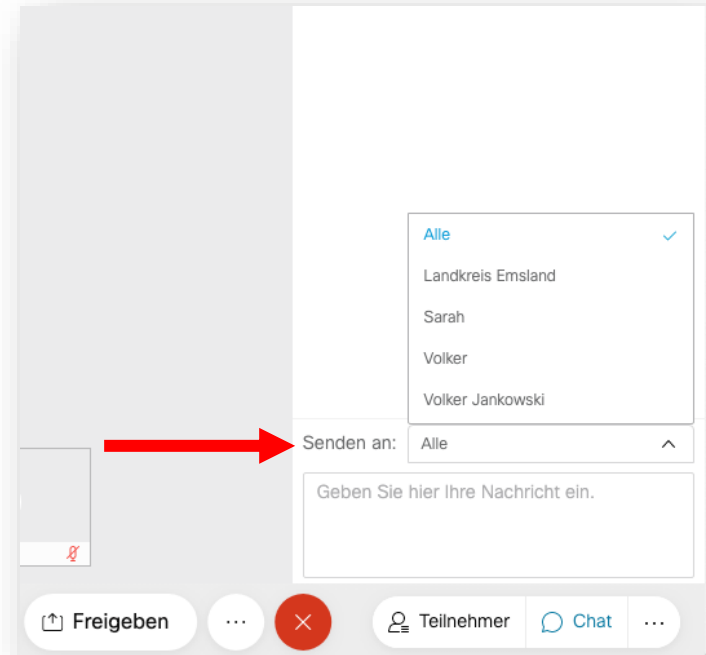 Alle
Landkreis Emsland
Sarah
Volker
Volker Jankowski
Senden an: Alle
Geben Sie hier Ihre Nachricht ein.
Freigeben ... Teilnehmer Chat ...